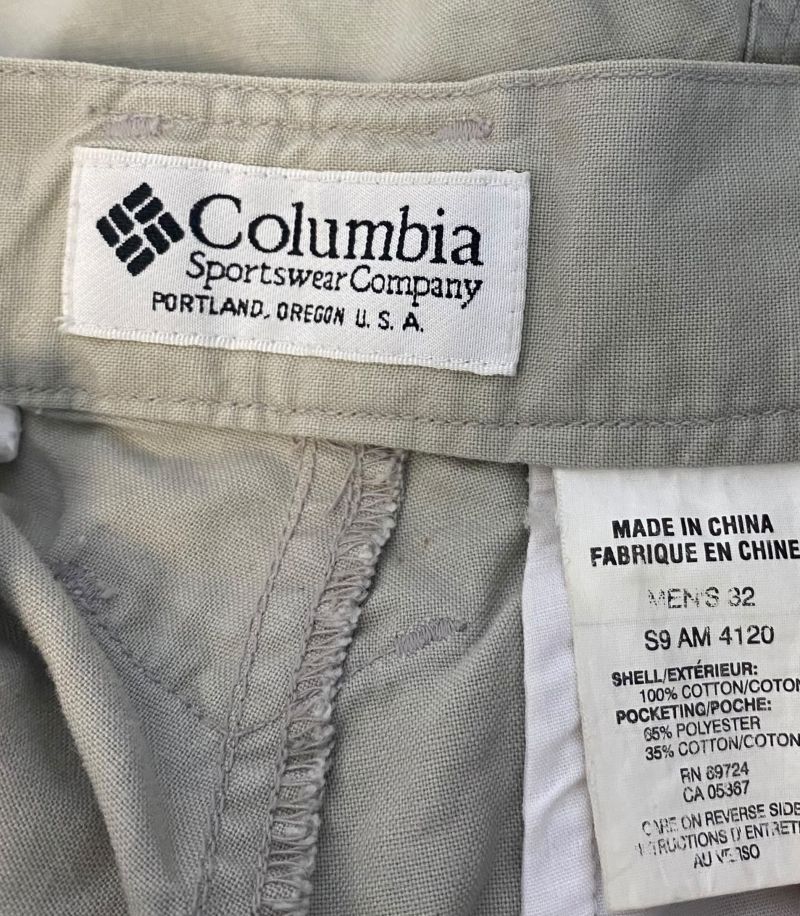 Columbia
Sportswear Company
PORTLAND, OREGON U.S.A.
MADE IN CHINA
FABRIQUE EN CHINE
MEN'S 32
S9 AM 4120
SHELL/EXTÉRIEUR:
100% COTTON/COTON
POCKETING/POCHE:
65% POLYESTER
35% COTTON/COTON
RN 69724
CA 05367
CARE ON REVERSE SIDE
INSTRUCTIONS D'ENTRETI
AU VERSO